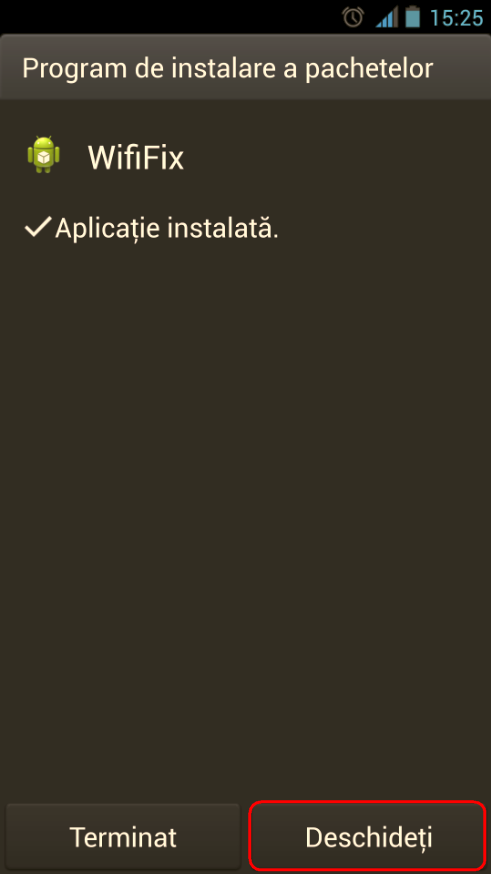 15:25
Program de instalare a pachetelor
WifiFix
Aplicație instalată.
Terminat
Deschideți